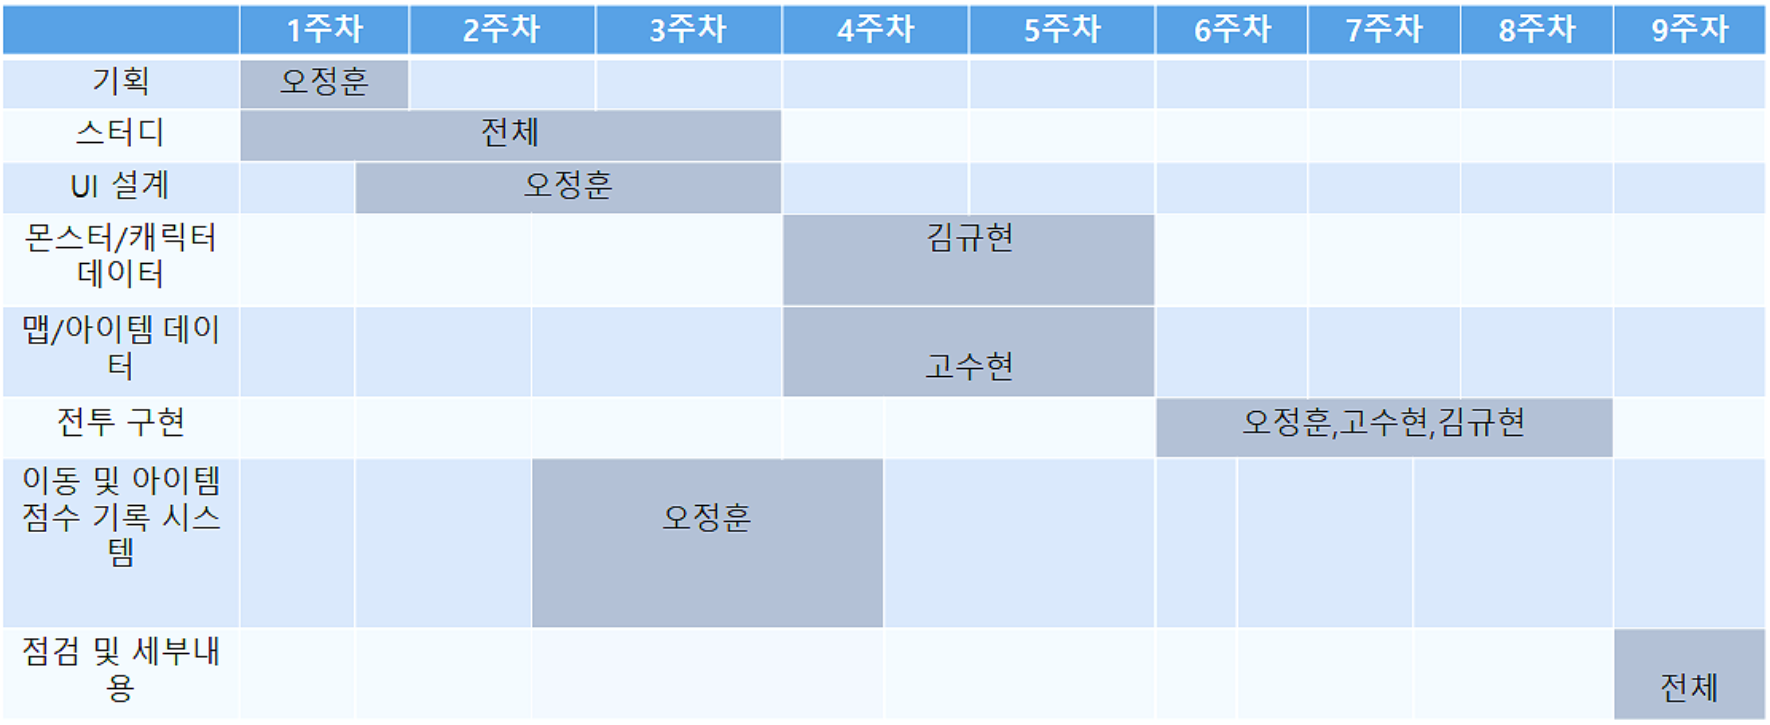 1주차 2주차 3주차 4주차 5주차 6주차 7주차 8주차 9주자
기획 오정훈
스터디 전체
UI 설계 오정훈
몬스터/캐릭터 김규현
데이터
맵/아이템 데이
터 고수현
전투 구현 오정훈,고수현,김규현
이동 및 아이템
점수 기록 시스 오정훈
템
점검 및 세부내
용 전체